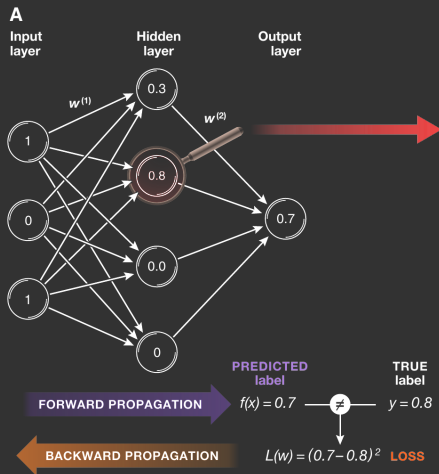 A
Input
layer
Hidden
layer
Output
layer
w(1)
w(2)
1
0
1
0.3
0.8
0.0
0
0.7
PREDICTED
label
TRUE
label
FORWARD PROPAGATION
f(x) = 0.7
≠
y = 0.8
BACKWARD PROPAGATION
L(w) = (0.7–0.8)²
LOSS